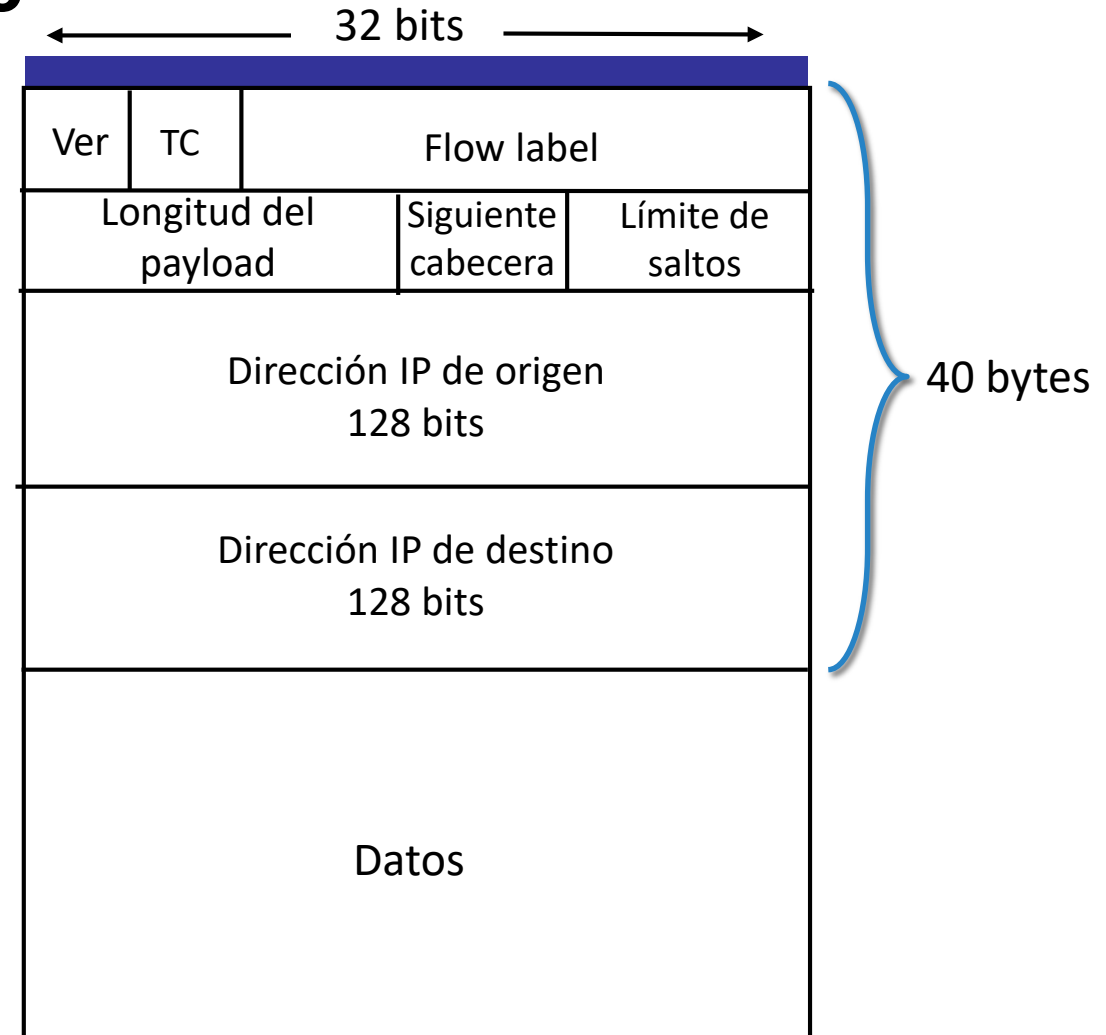 32 bits
Ver
TC
Flow label
Longitud del
payload
Siguiente
cabecera
Límite de
saltos
Dirección IP de origen
128 bits
40 bytes
Dirección IP de destino
128 bits
Datos